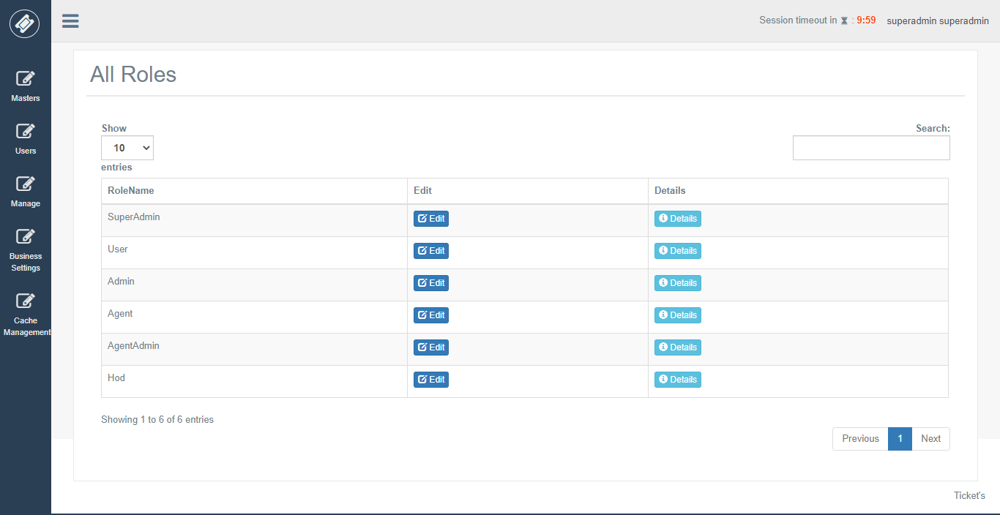 Session timeout in : 9:59 superadmin superadmin
Masters
Users
Manage
Business
Settings
Cache
Management
All Roles
Show
10
entries
Search:
RoleName Edit Details
SuperAdmin Edit Details
User Edit Details
Admin Edit Details
Agent Edit Details
AgentAdmin Edit Details
Hod Edit Details
Showing 1 to 6 of 6 entries
Previous 1 Next
Ticket's